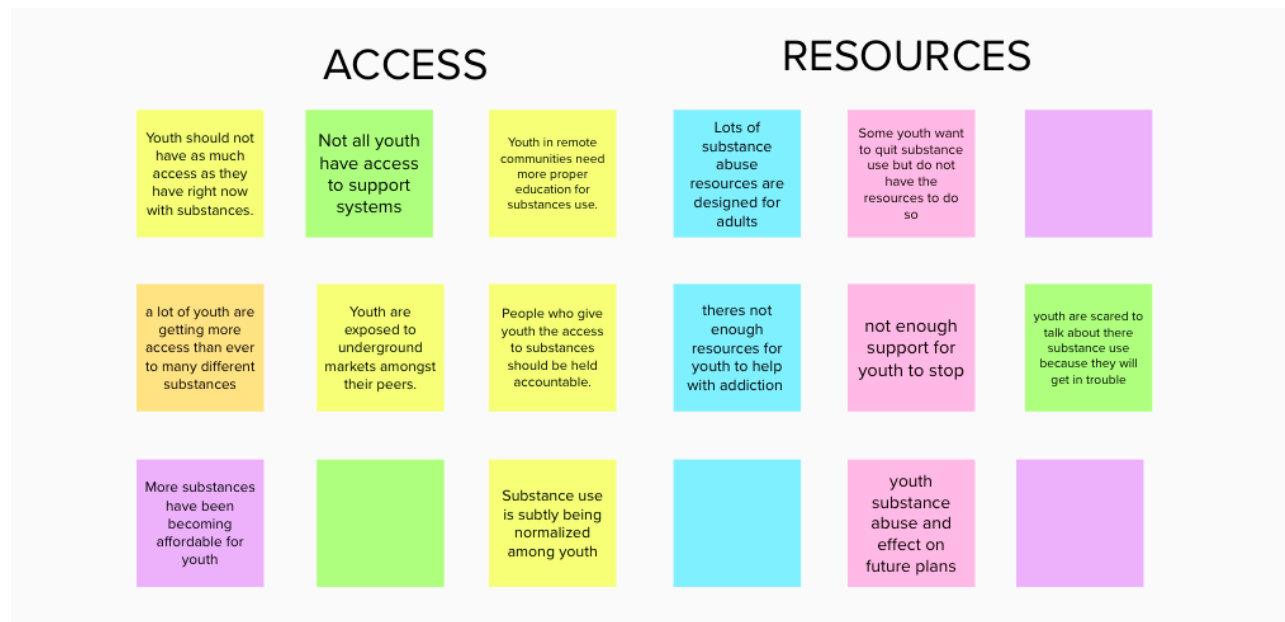 ACCESS
RESOURCES
Youth should not
have as much
access as they
have right now
with substances.
Not all youth
have access
to support
systems
Youth in remote
communities need
more proper
education for
substances use.
Lots of
substance
abuse
resources are
designed for
adults
Some youth want
to quit substance
use but do not
have the
resources to do
so
a lot of youth are
getting more
access than ever
to many different
substances
Youth are
exposed to
underground
markets amongst
their peers.
People who give
youth the access
to substances
should be held
accountable.
theres not
enough
resources for
youth to help
with addiction
not enough
support for
youth to stop
youth are scared to
talk about there
substance use
because they will
get in trouble
More substances
have been
becoming
affordable for
youth
Substance use
is subtly being
normalized
among youth
youth
substance
abuse and
effect on
future plans